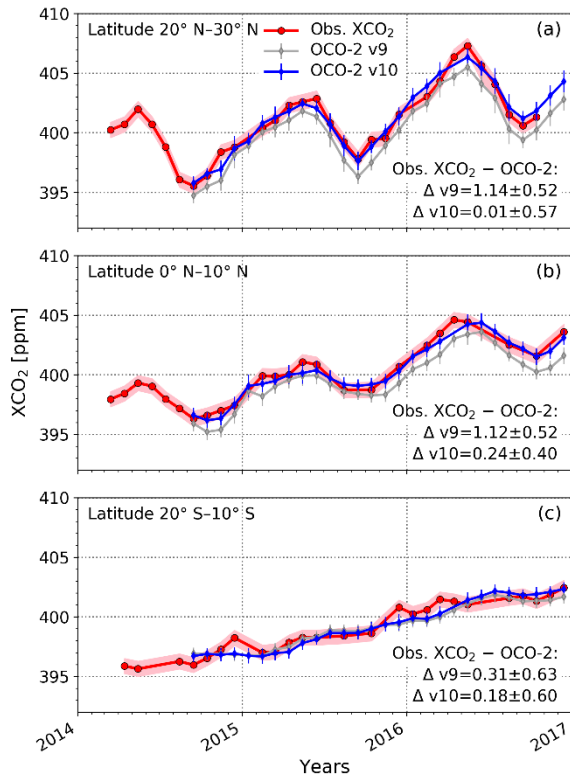 Latitude 20° N–30° N
Obs. XCO₂
OCO-2 v9
OCO-2 v10
(a)
410
405
400
395
Obs. XCO₂ − OCO-2:
Δ v9=1.14±0.52
Δ v10=0.01±0.57
Latitude 0° N–10° N
(b)
410
405
400
395
XCO₂ [ppm]
Obs. XCO₂ − OCO-2:
Δ v9=1.12±0.52
Δ v10=0.24±0.40
Latitude 20° S–10° S
(c)
410
405
400
395
Obs. XCO₂ − OCO-2:
Δ v9=0.31±0.63
Δ v10=0.18±0.60
2014
2015
2016
2017
Years